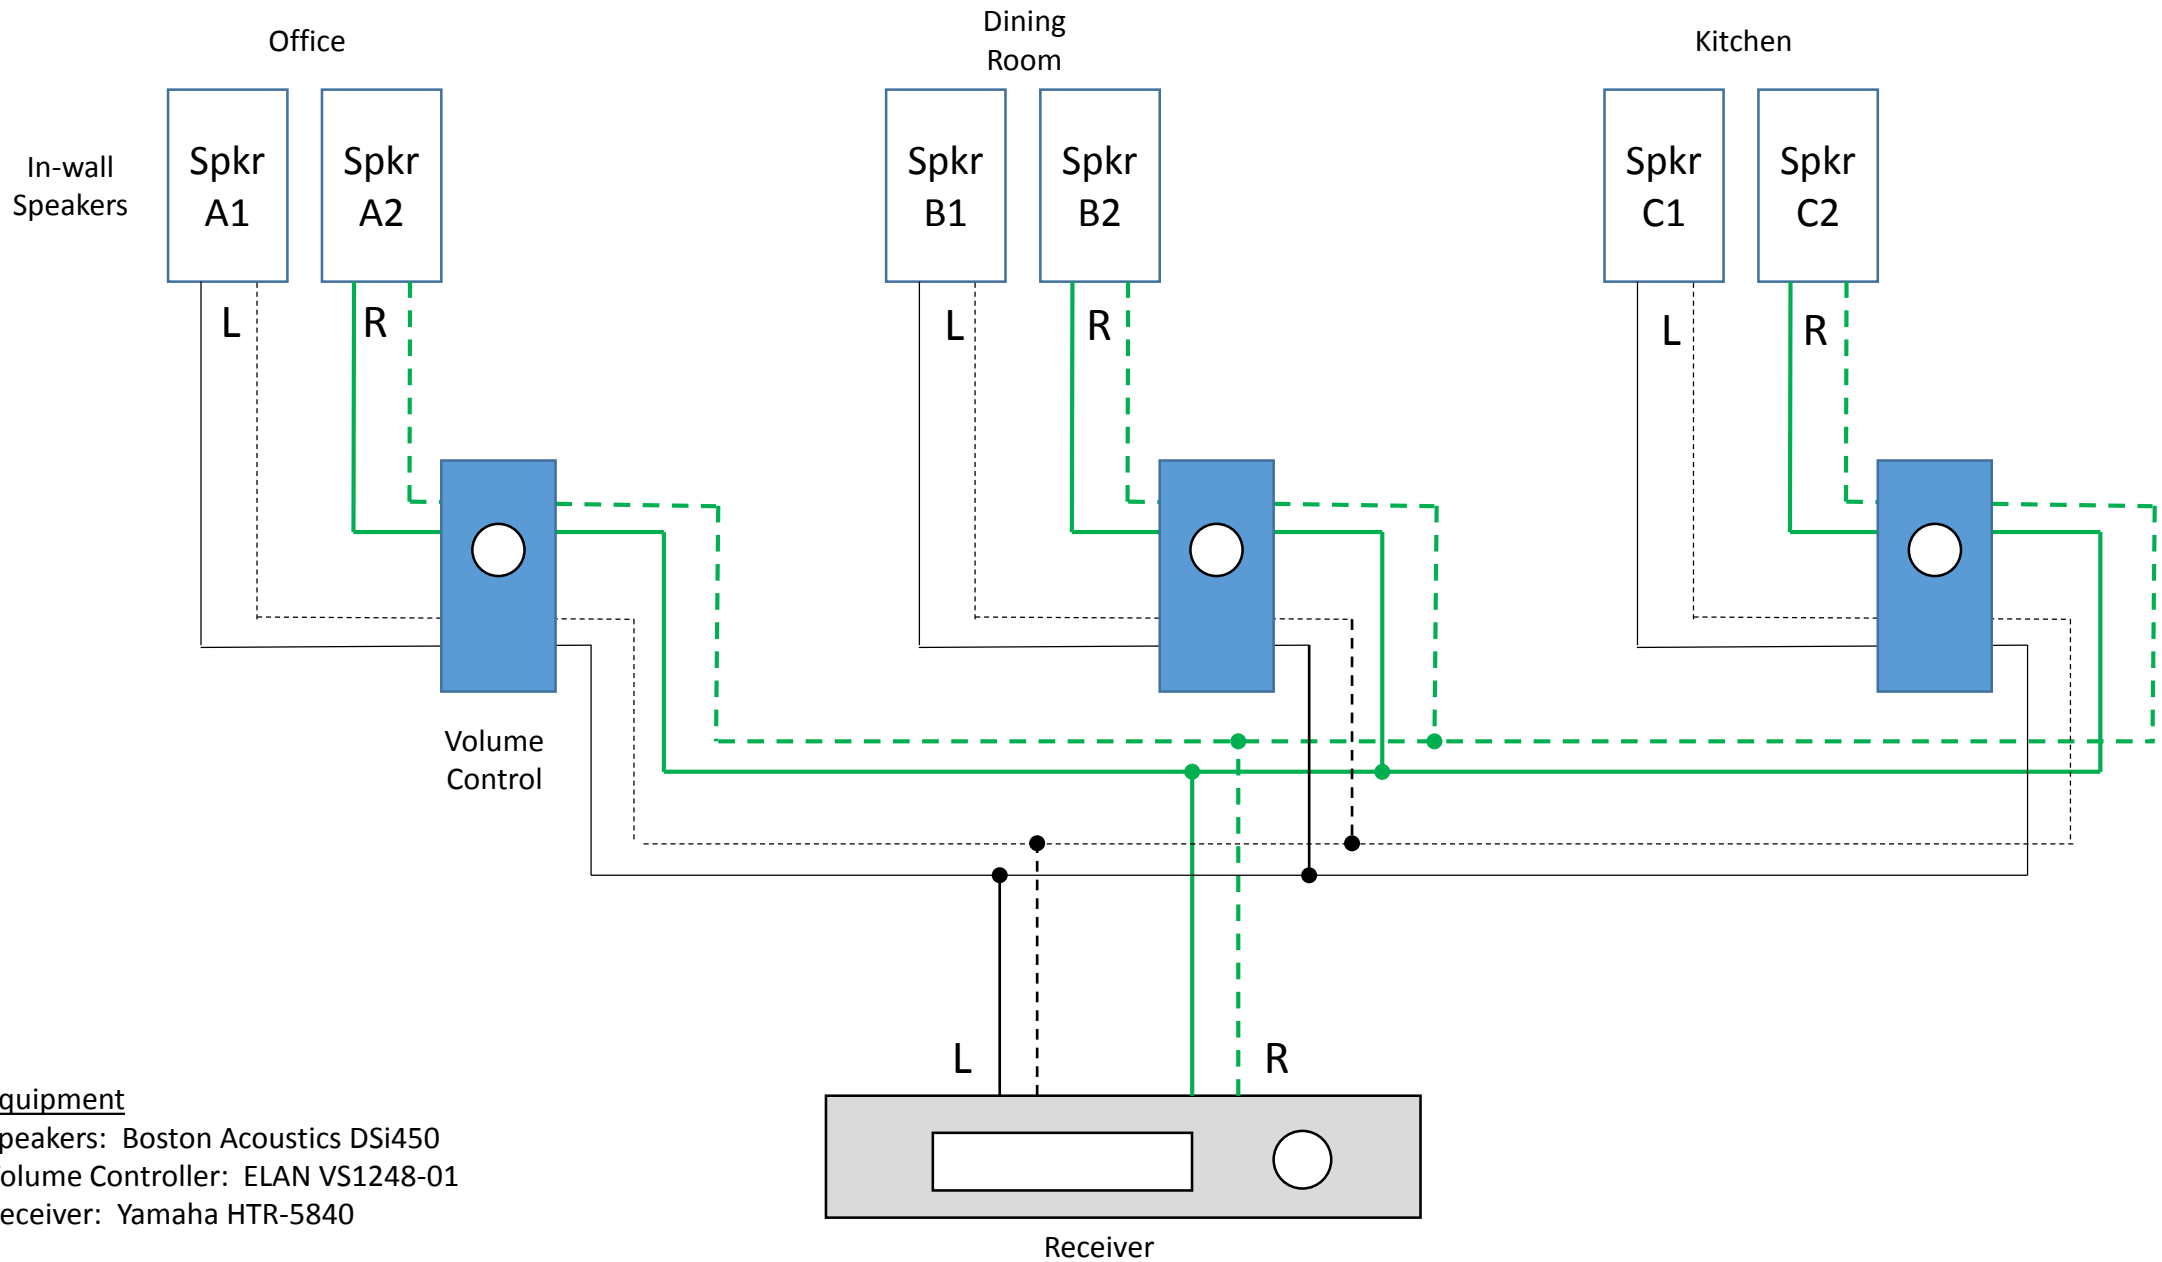 Office
Dining
Room
Kitchen
In-wall
Speakers
Spkr
A1
Spkr
A2
Spkr
B1
Spkr
B2
Spkr
C1
Spkr
C2
L
R
L
R
L
R
Volume
Control
L
R
quipment
peakers: Boston Acoustics DSi450
olume Controller: ELAN VS1248-01
eceiver: Yamaha HTR-5840
Receiver